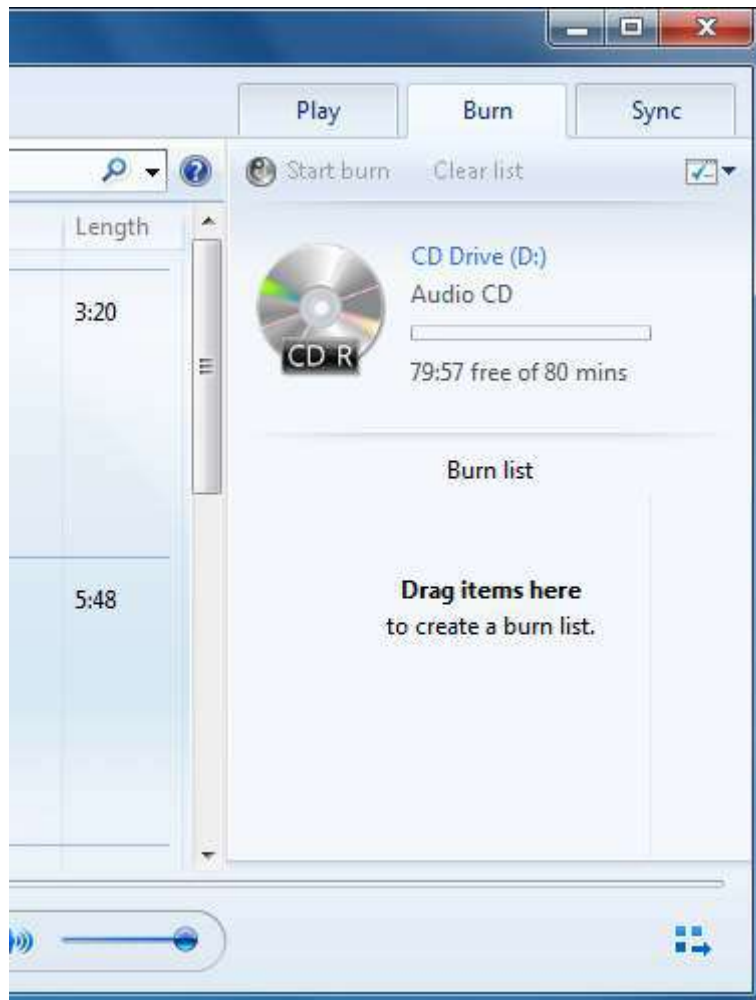 Play Burn Sync
Start burn Clear list
Length
CD Drive (D:)
Audio CD
3:20
CD R
79:57 free of 80 mins
Burn list
5:48
Drag items here
to create a burn list.